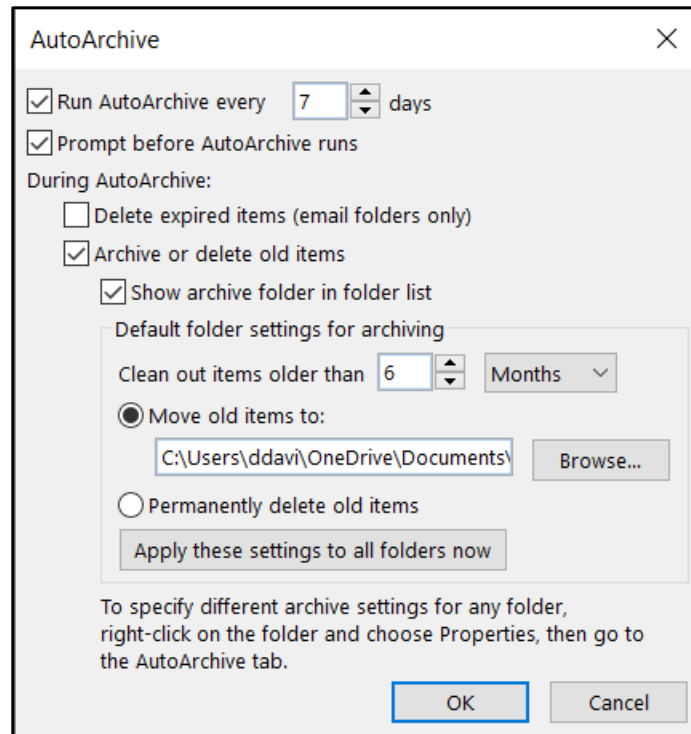 AutoArchive
Run AutoArchive every 7 days
Prompt before AutoArchive runs
During AutoArchive:
Delete expired items (email folders only)
Archive or delete old items
Show archive folder in folder list
Default folder settings for archiving
Clean out items older than 6 Months
Move old items to:
C:\Users\ddavi\OneDrive\Documents\ Browse...
Permanently delete old items
Apply these settings to all folders now
To specify different archive settings for any folder,
right-click on the folder and choose Properties, then go to
the AutoArchive tab.
OK Cancel